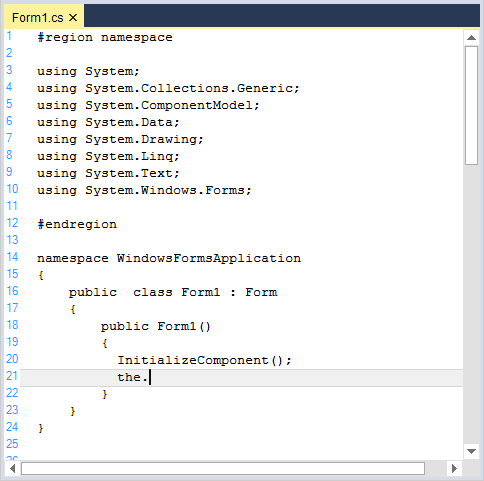 Form1.cs ×
1 #region namespace
2
3 using System;
4 using System.Collections.Generic;
5 using System.ComponentModel;
6 using System.Data;
7 using System.Drawing;
8 using System.Linq;
9 using System.Text;
10 using System.Windows.Forms;
11
12 #endregion
13
14 namespace WindowsFormsApplication
15 {
16     public  class Form1 : Form
17     {
18         public Form1()
19         {
20           InitializeComponent();
21           the.
22         }
23     }
24 }
25
26